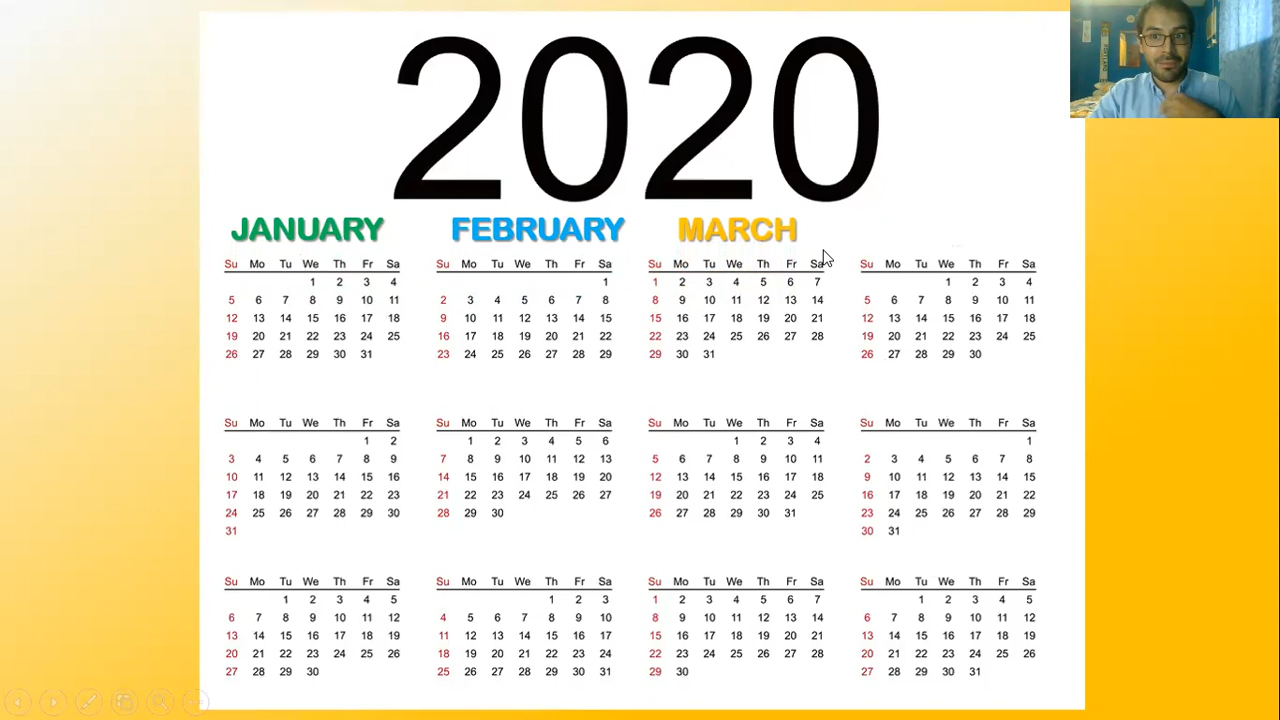 2020
JANUARY FEBRUARY MARCH
Su Mo Tu We Th Fr Sa
1 2 3 4
5 6 7 8 9 10 11
12 13 14 15 16 17 18
19 20 21 22 23 24 25
26 27 28 29 30 31
Su Mo Tu We Th Fr Sa
1
2 3 4 5 6 7 8
9 10 11 12 13 14 15
16 17 18 19 20 21 22
23 24 25 26 27 28 29
Su Mo Tu We Th Fr Sa
1 2 3 4 5 6 7
8 9 10 11 12 13 14
15 16 17 18 19 20 21
22 23 24 25 26 27 28
29 30 31
Su Mo Tu We Th Fr Sa
1 2 3 4
5 6 7 8 9 10 11
12 13 14 15 16 17 18
19 20 21 22 23 24 25
26 27 28 29 30
Su Mo Tu We Th Fr Sa
1 2
3 4 5 6 7 8 9
10 11 12 13 14 15 16
17 18 19 20 21 22 23
24 25 26 27 28 29 30
31
Su Mo Tu We Th Fr Sa
1 2 3 4 5 6
7 8 9 10 11 12 13
14 15 16 17 18 19 20
21 22 23 24 25 26 27
28 29 30
Su Mo Tu We Th Fr Sa
1 2 3 4
5 6 7 8 9 10 11
12 13 14 15 16 17 18
19 20 21 22 23 24 25
26 27 28 29 30 31
Su Mo Tu We Th Fr Sa
1
2 3 4 5 6 7 8
9 10 11 12 13 14 15
16 17 18 19 20 21 22
23 24 25 26 27 28 29
30 31
Su Mo Tu We Th Fr Sa
1 2 3 4 5
6 7 8 9 10 11 12
13 14 15 16 17 18 19
20 21 22 23 24 25 26
27 28 29 30
Su Mo Tu We Th Fr Sa
1 2 3
4 5 6 7 8 9 10
11 12 13 14 15 16 17
18 19 20 21 22 23 24
25 26 27 28 29 30 31
Su Mo Tu We Th Fr Sa
1 2 3 4 5 6 7
8 9 10 11 12 13 14
15 16 17 18 19 20 21
22 23 24 25 26 27 28
29 30
Su Mo Tu We Th Fr Sa
1 2 3 4 5
6 7 8 9 10 11 12
13 14 15 16 17 18 19
20 21 22 23 24 25 26
27 28 29 30 31